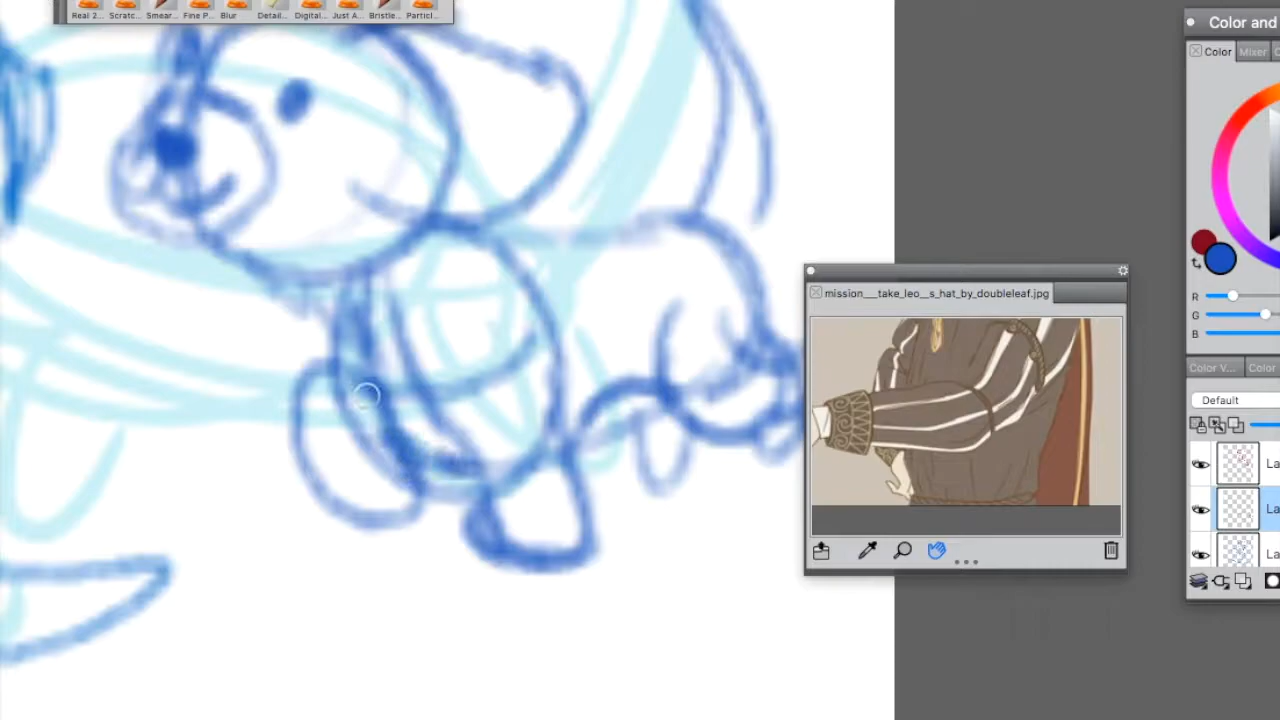 Real 2... Scratc... Smear... Fine P... Blur Detail... Digital... Just A... Bristle... Particl...
Color and
Color Mixer C
mission___take_leo__s_hat_by_doubleleaf.jpg
R
G
B
Color V... Color
Default
La
La
La